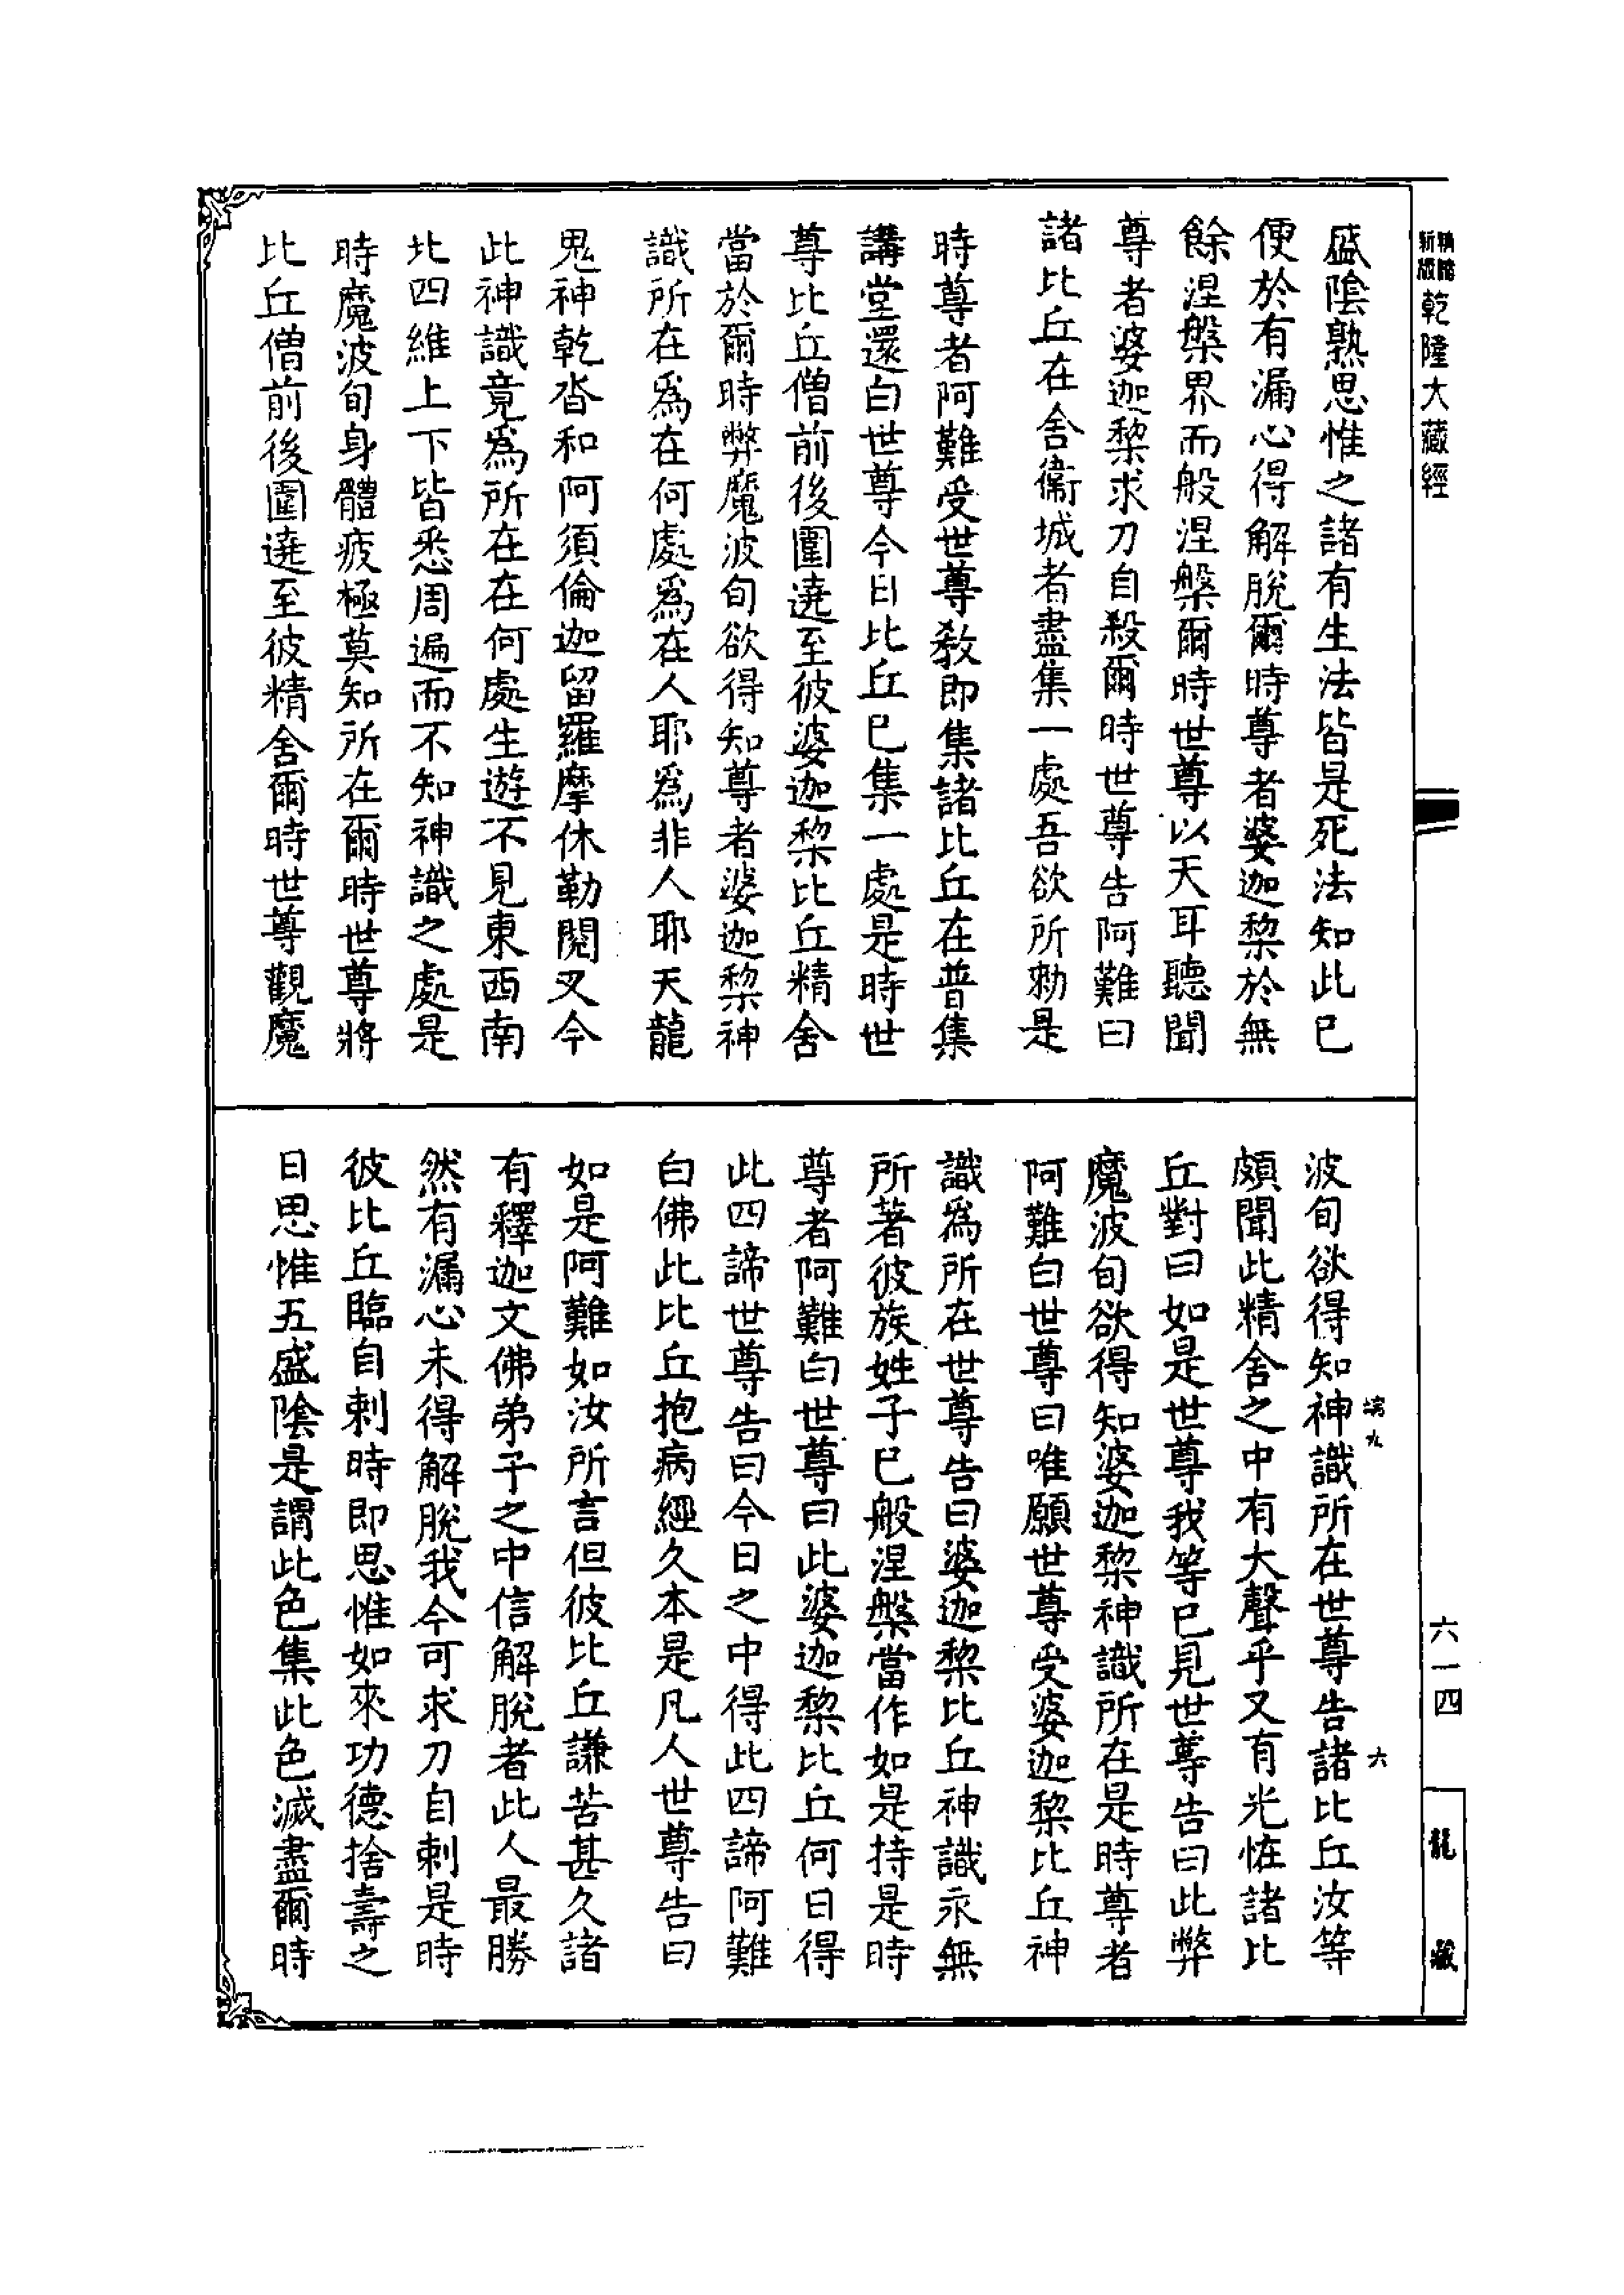 新版
精縮
乾隆大藏經
盛陰熟思惟之諸有生法皆是死法知此已
便於有漏心得解脫爾時尊者婆迦黎於無
餘涅槃界而般涅槃爾時世尊以天耳聽聞
尊者婆迦黎求刀自殺爾時世尊告阿難曰
諸比丘在舍衞城者盡集一處吾欲所勑是
時尊者阿難受世尊教即集諸比丘在普集
講堂還白世尊今日比丘已集一處是時世
尊比丘僧前後圍遶至彼婆迦黎比丘精舍
當於爾時弊魔波旬欲得知尊者婆迦黎神
識所在爲在何處爲在人耶爲非人耶天龍
鬼神乾沓和阿須倫迦留羅摩休勒閱叉今
此神識竟爲所在在何處生遊不見東西南
北四維上下皆悉周遍而不知神識之處是
時魔波旬身體疲極莫知所在爾時世尊將
比丘僧前後圍遶至彼精舍爾時世尊觀魔
波旬欲得知神識所在世尊告諸比丘汝等
頗聞此精舍之中有大聲乎又有光恠諸比
丘對曰如是世尊我等已見世尊告曰此弊
魔波旬欲得知婆迦黎神識所在是時尊者
阿難白世尊曰唯願世尊受婆迦黎比丘神
識爲所在世尊告曰婆迦黎比丘神識永無
所著彼族姓子已般涅槃當作如是持是時
尊者阿難白世尊曰此婆迦黎比丘何日得
此四諦世尊告曰今日之中得此四諦阿難
白佛此比丘抱病經久本是凡人世尊告曰
如是阿難如汝所言但彼比丘謙苦甚久諸
有釋迦文佛弟子之中信解脫者此人最勝
然有漏心未得解脫我今可求刀自刺是時
彼比丘臨自刺時即思惟如來功德捨壽之
日思惟五盛陰是謂此色集此色滅盡爾時
六
六一四
龍藏